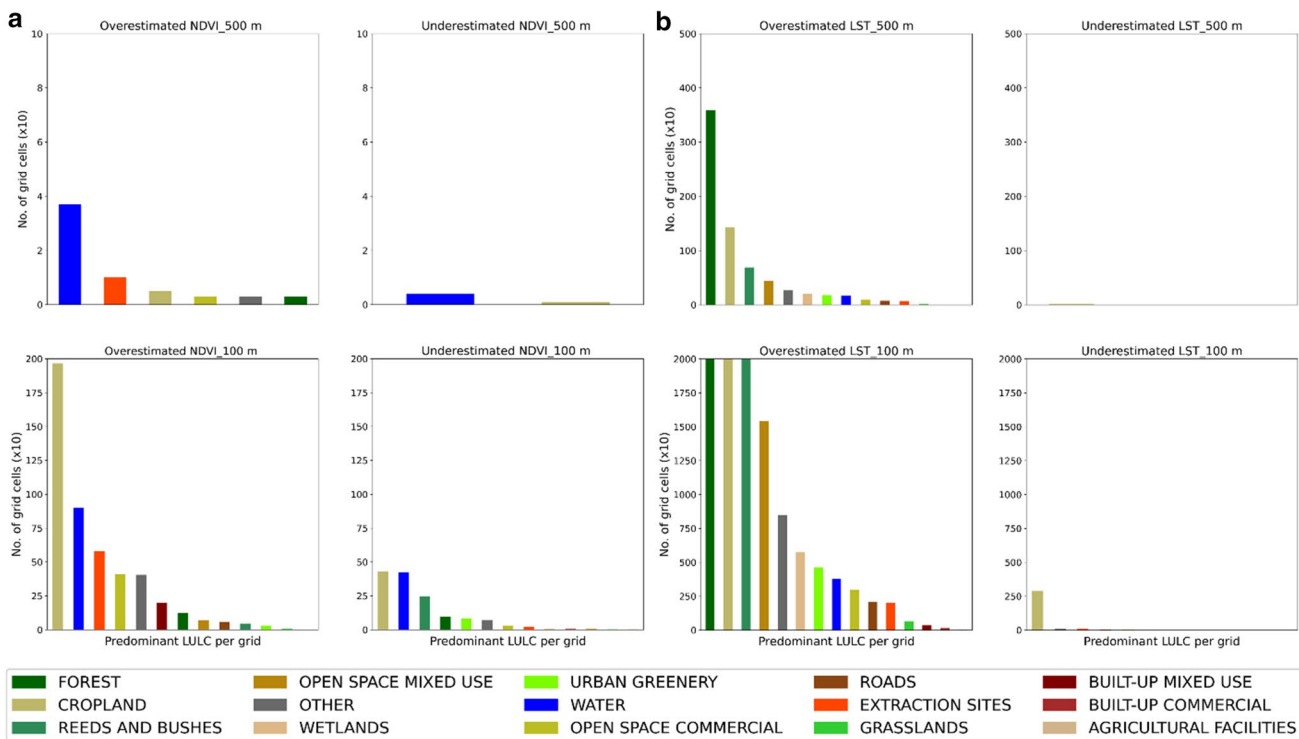 a
Overestimated NDVI_500 m
Underestimated NDVI_500 m
b
Overestimated LST_500 m
Underestimated LST_500 m
No. of grid cells (x10)
10
8
6
4
2
0
10
8
6
4
2
0
No. of grid cells (x10)
500
400
300
200
100
0
500
400
300
200
100
0
Overestimated NDVI_100 m
Underestimated NDVI_100 m
Overestimated LST_100 m
Underestimated LST_100 m
No. of grid cells (x10)
200
175
150
125
100
75
50
25
0
200
175
150
125
100
75
50
25
0
No. of grid cells (x10)
2000
1750
1500
1250
1000
750
500
250
0
2000
1750
1500
1250
1000
750
500
250
0
Predominant LULC per grid
Predominant LULC per grid
Predominant LULC per grid
Predominant LULC per grid
FOREST
CROPLAND
REEDS AND BUSHES
OPEN SPACE MIXED USE
OTHER
WETLANDS
URBAN GREENERY
WATER
OPEN SPACE COMMERCIAL
ROADS
EXTRACTION SITES
GRASSLANDS
BUILT-UP MIXED USE
BUILT-UP COMMERCIAL
AGRICULTURAL FACILITIES